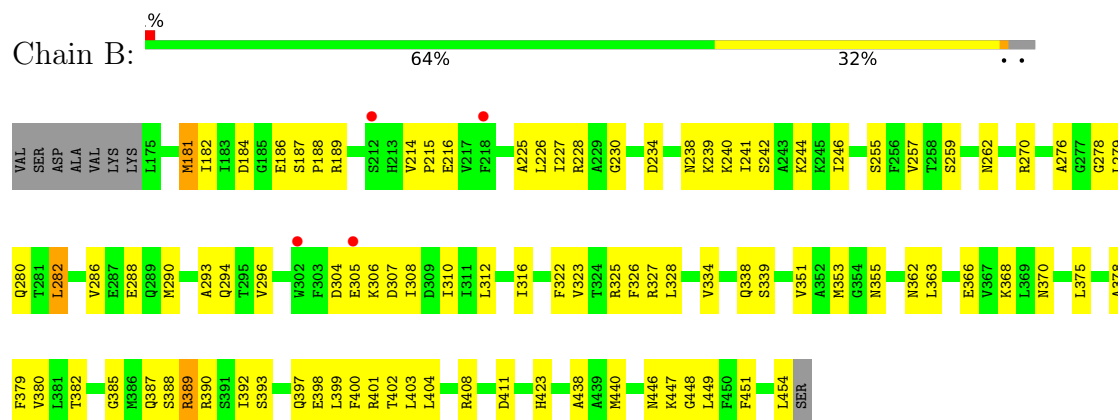 .%
Chain B:
64% 32% • •
VAL SER ASP ALA VAL LYS LYS L175 M181 I182 I183 D184 G185 E186 S187 P188 R189 S212 H213 V214 P215 E216 V217 F218 A225 L226 I227 R228 A229 G230 D234 N238 K239 K240 I241 S242 A243 K244 K245 I246 S255 F256 V257 T258 S259 N262 R270 A276 G277 G278
Q280 T281 L282 V286 E287 E288 Q289 M290 A293 Q294 T295 V296 W302 F303 D304 E305 K306 D307 I308 D309 I310 I311 L312 I316 F322 V323 T324 R325 F326 R327 L328 V334 Q338 S339 V351 A352 M353 G354 N355 N362 L363 E366 V367 K368 L369 N370 L375
F379 V380 L381 T382 G385 M386 Q387 S388 R389 R390 S391 I392 S393 Q397 E398 L399 F400 R401 T402 L403 L404 R408 D411 H423 A438 A439 M440 N446 K447 G448 L449 F450 F451 L454 SER